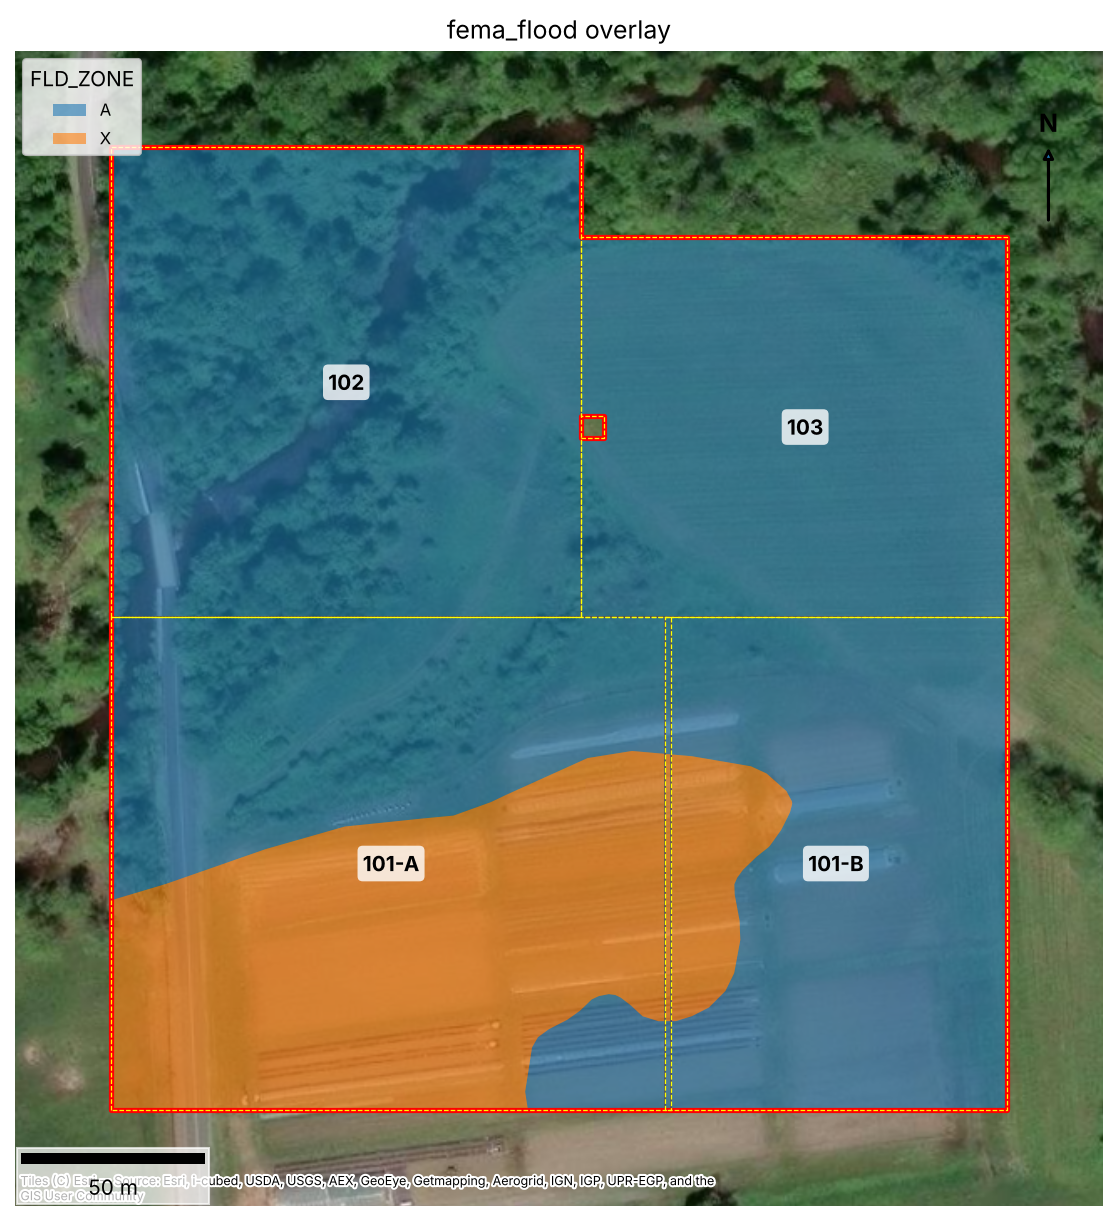 fema_flood overlay
FLD_ZONE
A
X
N
102
103
101-A
101-B
50 m
Tiles (C) Esri -- Source: Esri, i-cubed, USDA, USGS, AEX, GeoEye, Getmapping, Aerogrid, IGN, IGP, UPR-EGP, and the
GIS User Community